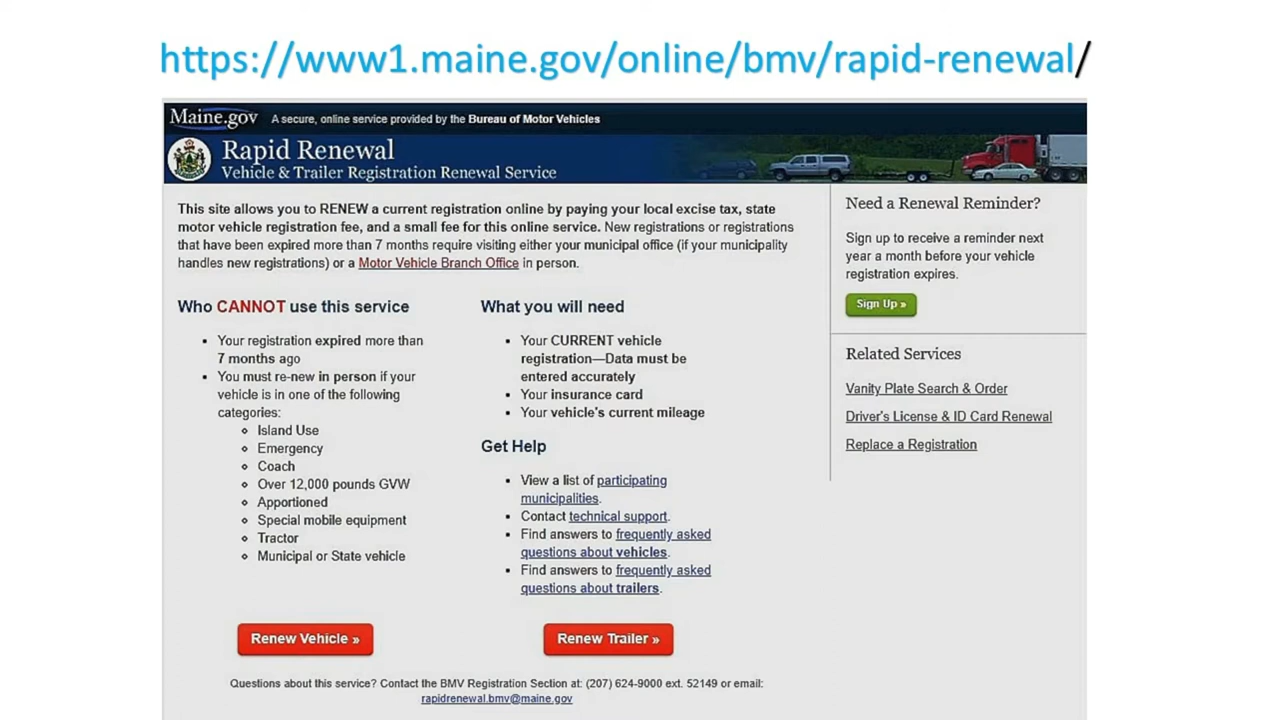 https://www1.maine.gov/online/bmv/rapid-renewal/
Maine.gov A secure, online service provided by the Bureau of Motor Vehicles
Rapid Renewal
Vehicle & Trailer Registration Renewal Service
This site allows you to RENEW a current registration online by paying your local excise tax, state
motor vehicle registration fee, and a small fee for this online service. New registrations or registrations
that have been expired more than 7 months require visiting either your municipal office (if your municipality
handles new registrations) or a Motor Vehicle Branch Office in person.
Who CANNOT use this service
Your registration expired more than
7 months ago
You must re-new in person if your
vehicle is in one of the following
categories:
Island Use
Emergency
Coach
Over 12,000 pounds GVW
Apportioned
Special mobile equipment
Tractor
Municipal or State vehicle
Renew Vehicle »
What you will need
Your CURRENT vehicle
registration—Data must be
entered accurately
Your insurance card
Your vehicle's current mileage
Get Help
View a list of participating
municipalities.
Contact technical support.
Find answers to frequently asked
questions about vehicles.
Find answers to frequently asked
questions about trailers.
Renew Trailer »
Need a Renewal Reminder?
Sign up to receive a reminder next
year a month before your vehicle
registration expires.
Sign Up »
Related Services
Vanity Plate Search & Order
Driver's License & ID Card Renewal
Replace a Registration
Questions about this service? Contact the BMV Registration Section at: (207) 624-9000 ext. 52149 or email:
rapidrenewal.bmv@maine.gov